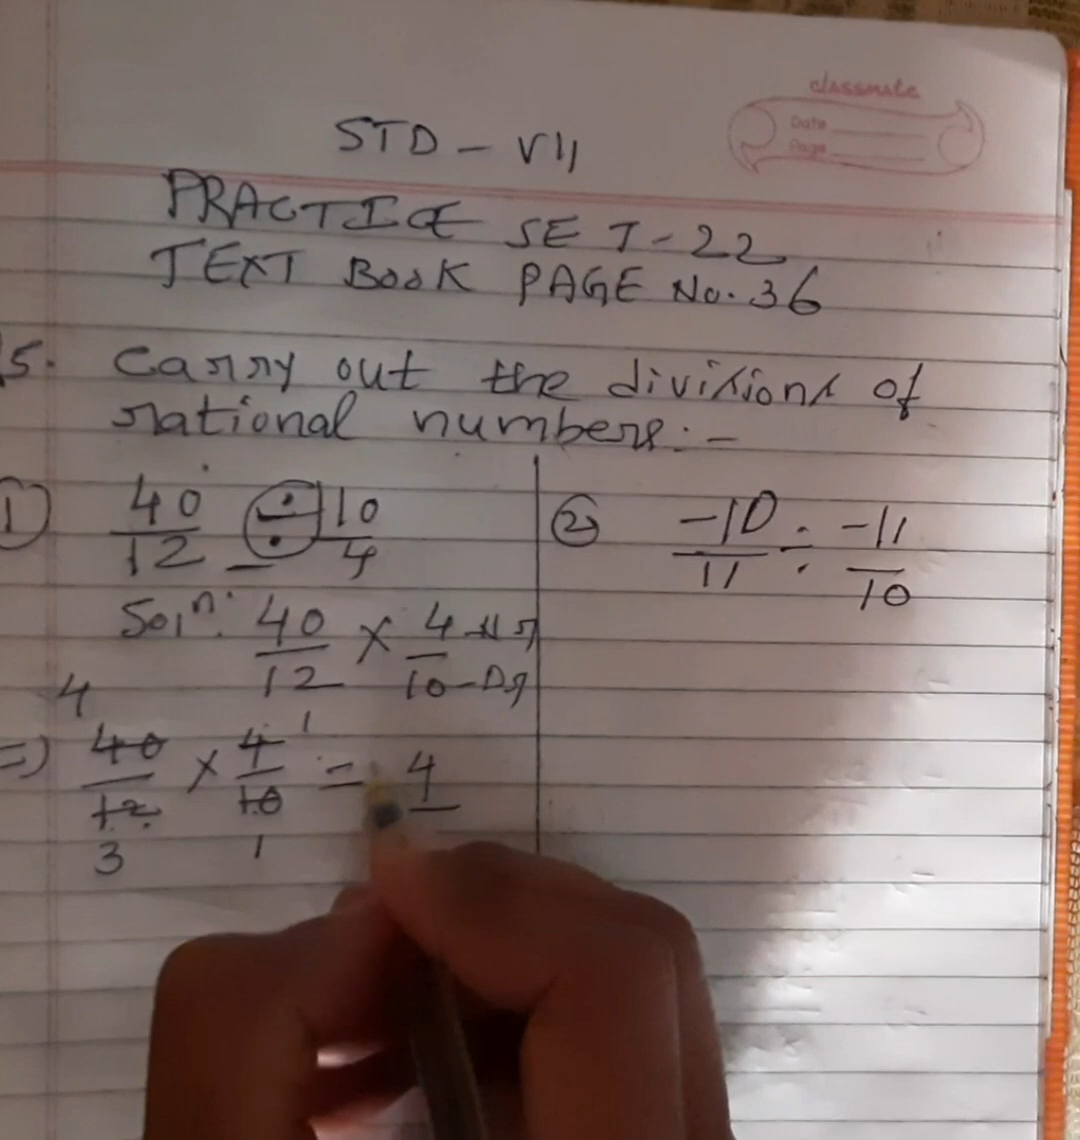 classmate
Date
Page
STD - VII
PRACTICE SET-22
TEXT BOOK PAGE No. 36
5. Carry out the divisions of
rational numbers:-
① 40/12 ÷ 10/4
Soln: 40/12 × 4/10 -Nr -Dr
4 1
=) 40/12 × 4/10 = 4
3 1
② -10/11 ÷ -11/10